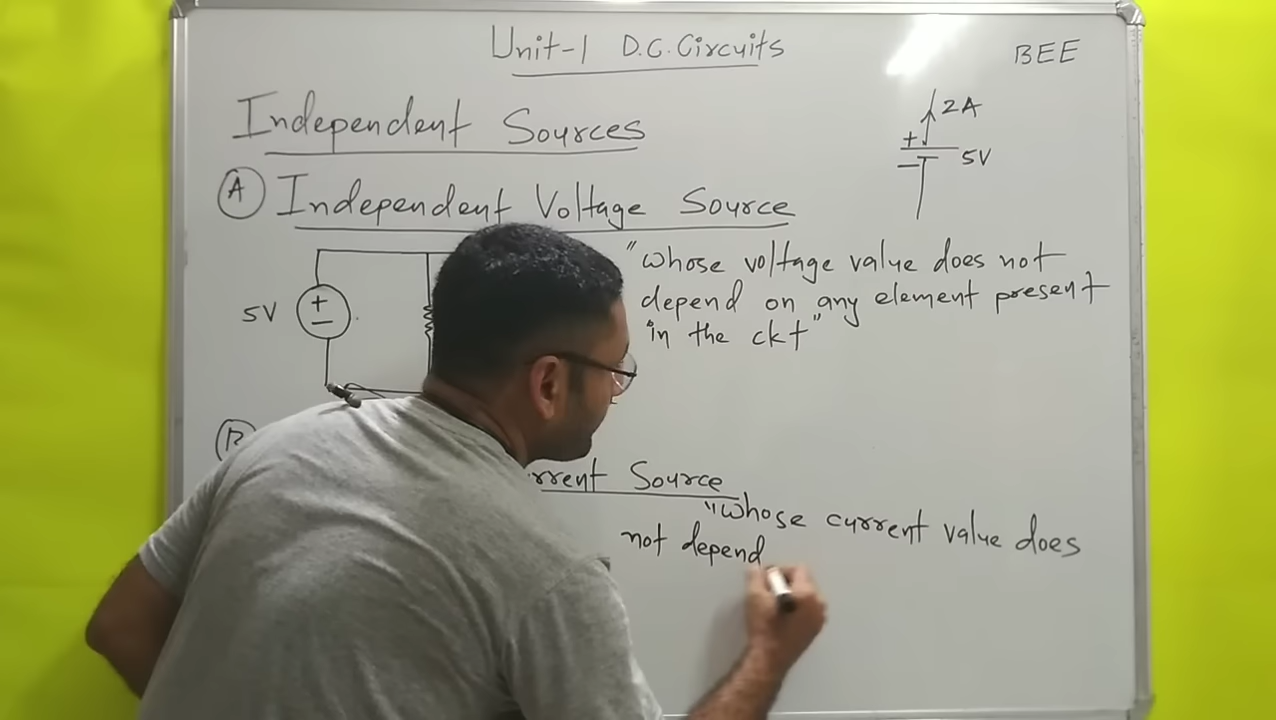 Unit-1 D.C. Circuits
BEE
Independent Sources
2A
+
5V
-
A Independent Voltage Source
"whose voltage value does not
depend on any element present
in the ckt"
5V
+
-
Source
"whose current value does
not depend